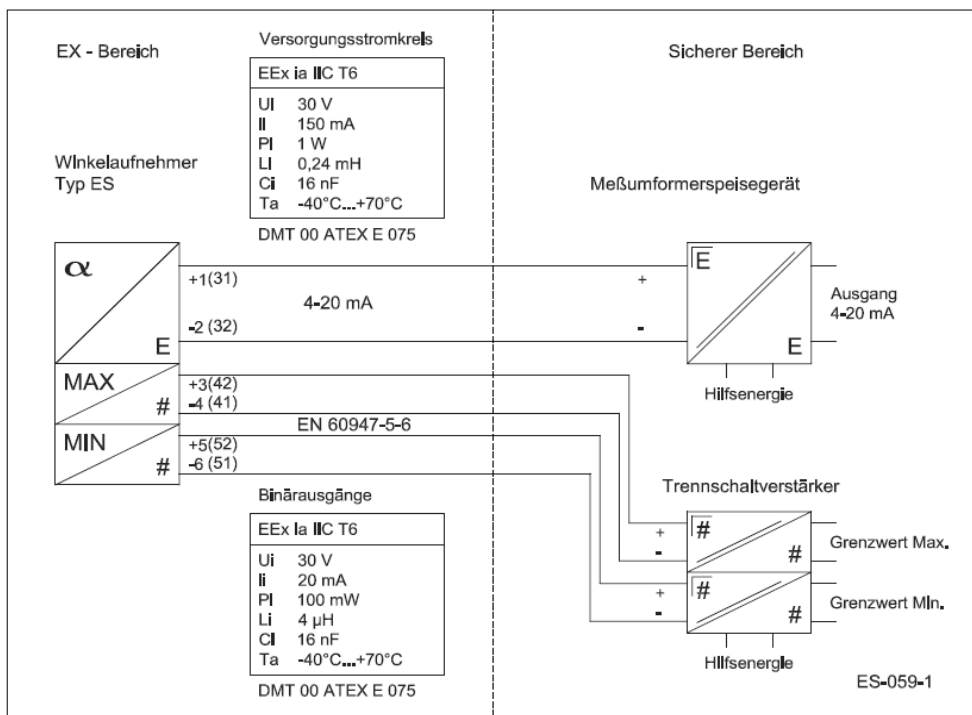 EX - Bereich
Versorgungsstromkreis
Sicherer Bereich
EEx ia IIC T6
Ui 30 V
Ii 150 mA
Pi 1 W
Li 0,24 mH
Ci 16 nF
Ta -40°C...+70°C
DMT 00 ATEX E 075
Winkelaufnehmer
Typ ES
Meßumformerspeisegerät
α
E
+1(31)
-2 (32)
4-20 mA
+
-
E
E
Ausgang
4-20 mA
Hilfsenergie
MAX
#
+3(42)
-4 (41)
EN 60947-5-6
MIN
#
+5(52)
-6 (51)
Trennschaltverstärker
+
-
#
#
Grenzwert Max.
+
-
#
#
Grenzwert Min.
Hilfsenergie
Binärausgänge
EEx ia IIC T6
Ui 30 V
Ii 20 mA
Pi 100 mW
Li 4 µH
Ci 16 nF
Ta -40°C...+70°C
DMT 00 ATEX E 075
ES-059-1